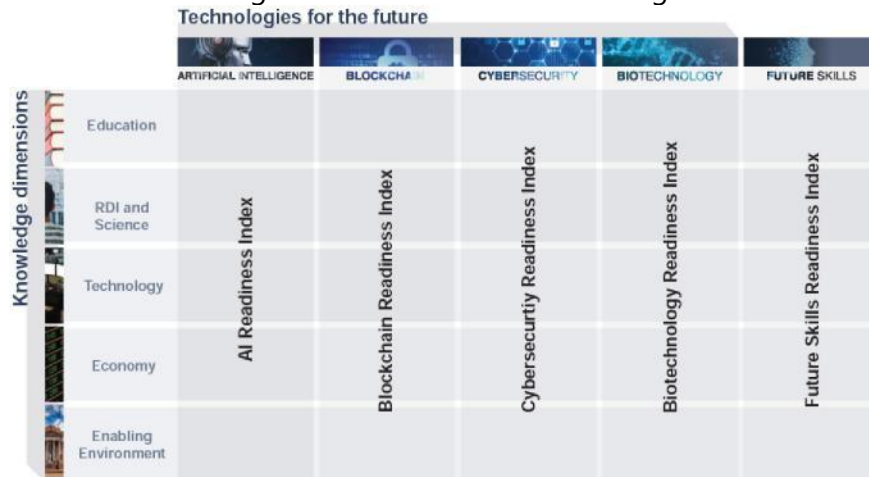 Technologies for the future
ARTIFICIAL INTELLIGENCE
BLOCKCHAIN
CYBERSECURITY
BIOTECHNOLOGY
FUTURE SKILLS
Knowledge dimensions
Education
RDI and
Science
Technology
Economy
Enabling
Environment
AI Readiness Index
Blockchain Readiness Index
Cybersecurtiy Readiness Index
Biotechnology Readiness Index
Future Skills Readiness Index